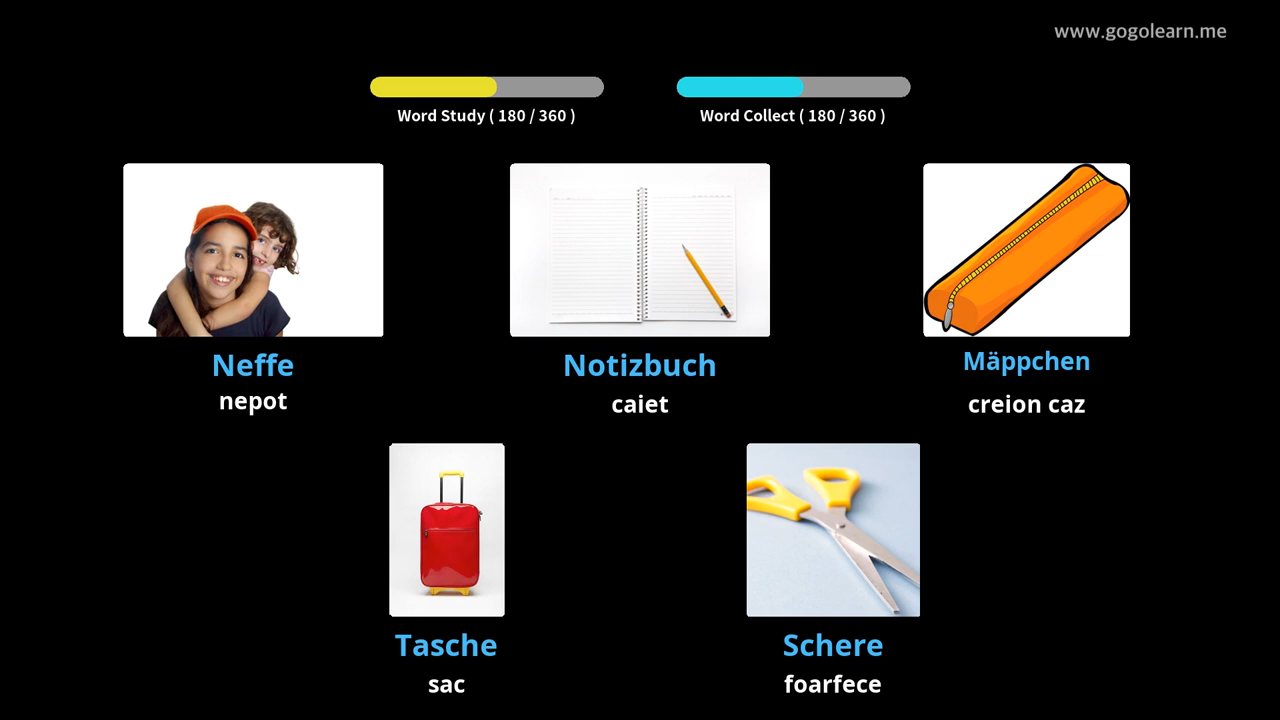 www.gogolearn.me
Word Study ( 180 / 360 )
Word Collect ( 180 / 360 )
Neffe
nepot
Notizbuch
caiet
Mäppchen
creion caz
Tasche
sac
Schere
foarfece